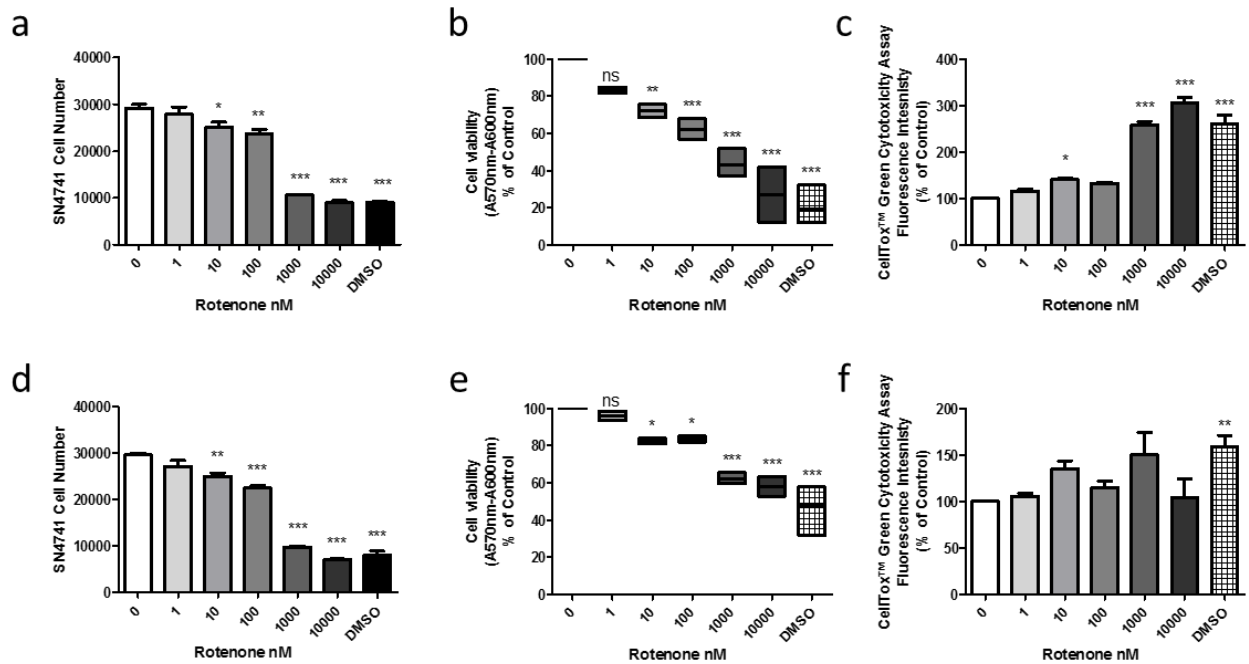 a
SN4741 Cell Number
40000
30000
20000
10000
0
*
**
***
***
***
0
1
10
100
1000
10000
DMSO
Rotenone nM
b
Cell viability
(A570nm-A600nm)
% of Control
100
80
60
40
20
0
ns
**
***
***
***
***
0
1
10
100
1000
10000
DMSO
Rotenone nM
c
CellTox™ Green Cytotoxicity Assay
Fluorescence Intesnisty
(% of Control)
400
300
200
100
0
*
***
***
***
0
1
10
100
1000
10000
DMSO
Rotenone nM
d
SN4741 Cell Number
40000
30000
20000
10000
0
**
***
***
***
***
0
1
10
100
1000
10000
DMSO
Rotenone nM
e
Cell viability
(A570nm-A600nm)
% of Control
100
80
60
40
20
0
ns
*
*
***
***
***
0
1
10
100
1000
10000
DMSO
Rotenone nM
f
CellTox™ Green Cytotoxicity Assay
Fluorescence Intesnisty
(% of Control)
200
150
100
50
0
**
0
1
10
100
1000
10000
DMSO
Rotenone nM